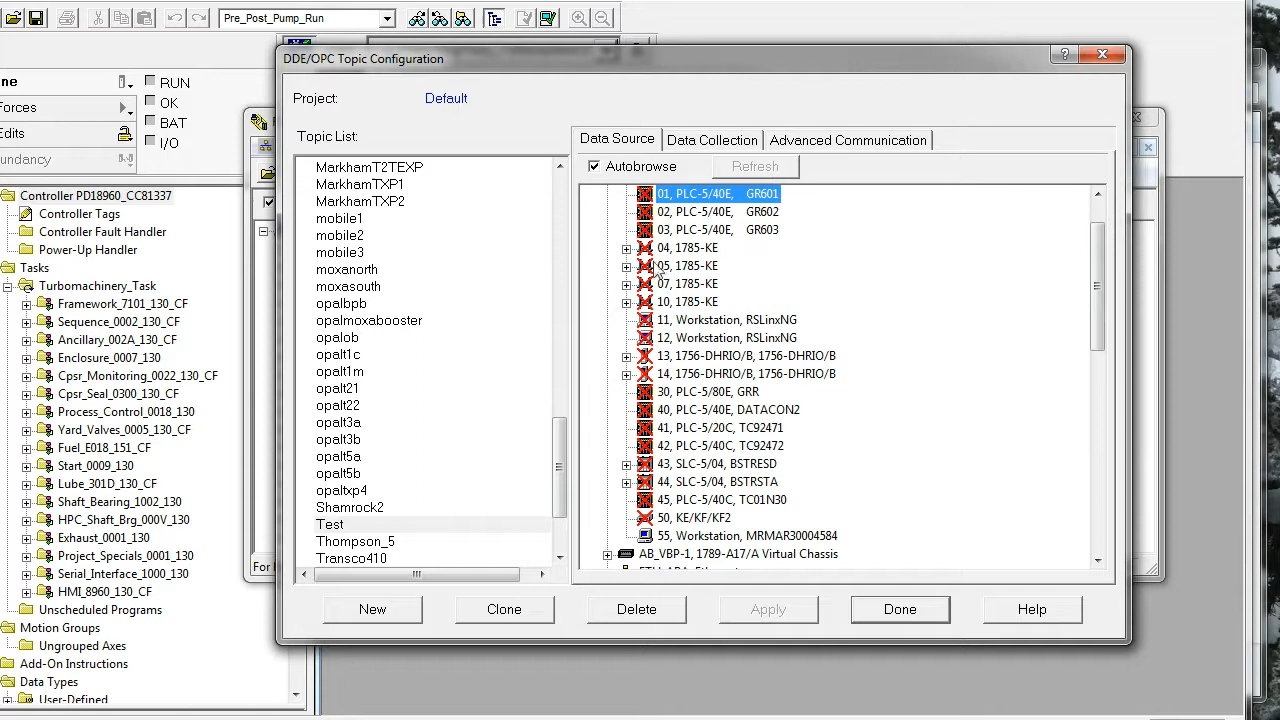 Pre_Post_Pump_Run
DDE/OPC Topic Configuration
?
Project:
Default
Topic List:
MarkhamT2TEXP
MarkhamTXP1
MarkhamTXP2
mobile1
mobile2
mobile3
moxanorth
moxasouth
opalbpb
opalmoxabooster
opalob
opalt1c
opalt1m
opalt21
opalt22
opalt3a
opalt3b
opalt5a
opalt5b
opaltxp4
Shamrock2
Test
Thompson_5
Transco410
Data Source
Data Collection
Advanced Communication
Autobrowse
Refresh
01, PLC-5/40E, GR601
02, PLC-5/40E, GR602
03, PLC-5/40E, GR603
04, 1785-KE
05, 1785-KE
07, 1785-KE
10, 1785-KE
11, Workstation, RSLinxNG
12, Workstation, RSLinxNG
13, 1756-DHRIO/B, 1756-DHRIO/B
14, 1756-DHRIO/B, 1756-DHRIO/B
30, PLC-5/80E, GRR
40, PLC-5/40E, DATACON2
41, PLC-5/20C, TC92471
42, PLC-5/40C, TC92472
43, SLC-5/04, BSTRESD
44, SLC-5/04, BSTRSTA
45, PLC-5/40C, TC01N30
50, KE/KF/KF2
55, Workstation, MRMAR30004584
AB_VBP-1, 1789-A17/A Virtual Chassis
New
Clone
Delete
Apply
Done
Help
ne
Forces
Edits
undancy
RUN
OK
BAT
I/O
Controller PD18960_CC81337
Controller Tags
Controller Fault Handler
Power-Up Handler
Tasks
Turbomachinery_Task
Framework_7101_130_CF
Sequence_0002_130_CF
Ancillary_002A_130_CF
Enclosure_0007_130
Cpsr_Monitoring_0022_130_CF
Cpsr_Seal_0300_130_CF
Process_Control_0018_130
Yard_Valves_0005_130_CF
Fuel_E018_151_CF
Start_0009_130
Lube_301D_130_CF
Shaft_Bearing_1002_130
HPC_Shaft_Brg_000V_130
Exhaust_0001_130
Project_Specials_0001_130
Serial_Interface_0001_130
HMI_8960_130_CF
Unscheduled Programs
Motion Groups
Ungrouped Axes
Add-On Instructions
Data Types
User-Defined
For